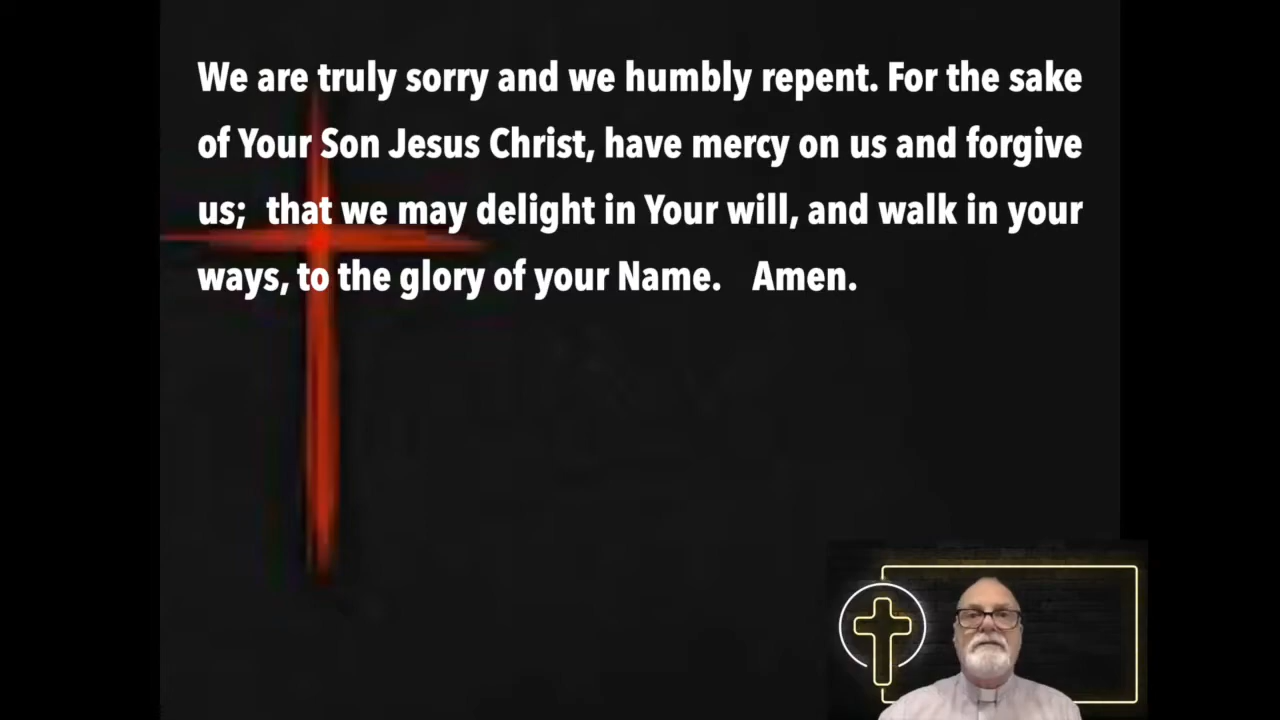 We are truly sorry and we humbly repent. For the sake
of Your Son Jesus Christ, have mercy on us and forgive
us;  that we may delight in Your will, and walk in your
ways, to the glory of your Name.   Amen.